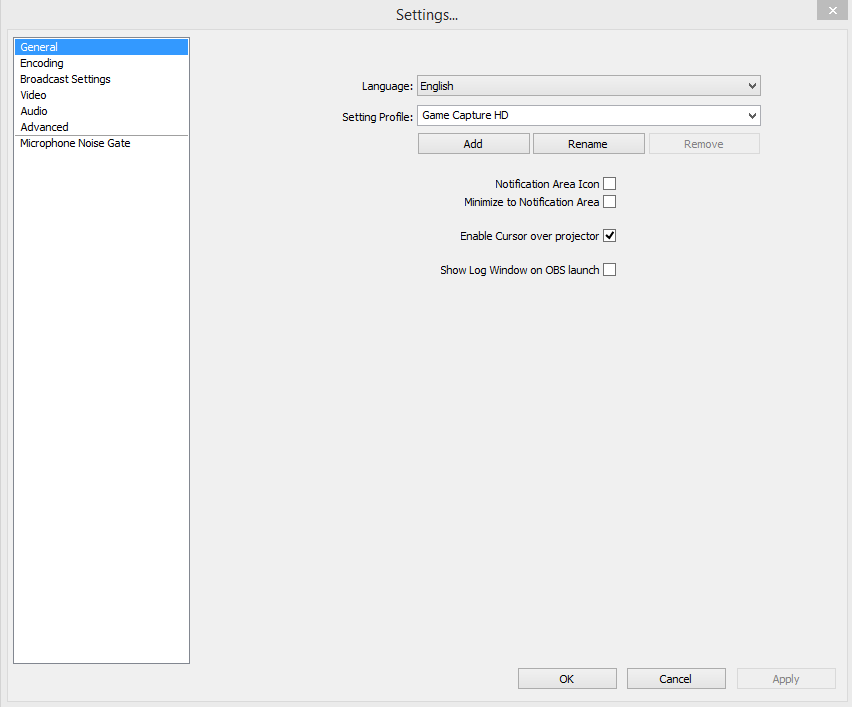 Settings...
General
Encoding
Broadcast Settings
Video
Audio
Advanced
Microphone Noise Gate
Language: English
Setting Profile: Game Capture HD
Add Rename Remove
Notification Area Icon
Minimize to Notification Area
Enable Cursor over projector
Show Log Window on OBS launch
OK Cancel Apply